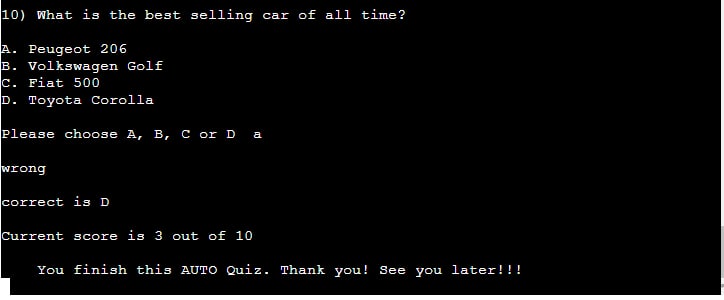 10) What is the best selling car of all time?
A. Peugeot 206
B. Volkswagen Golf
C. Fiat 500
D. Toyota Corolla
Please choose A, B, C or D  a
wrong
correct is D
Current score is 3 out of 10
You finish this AUTO Quiz. Thank you! See you later!!!